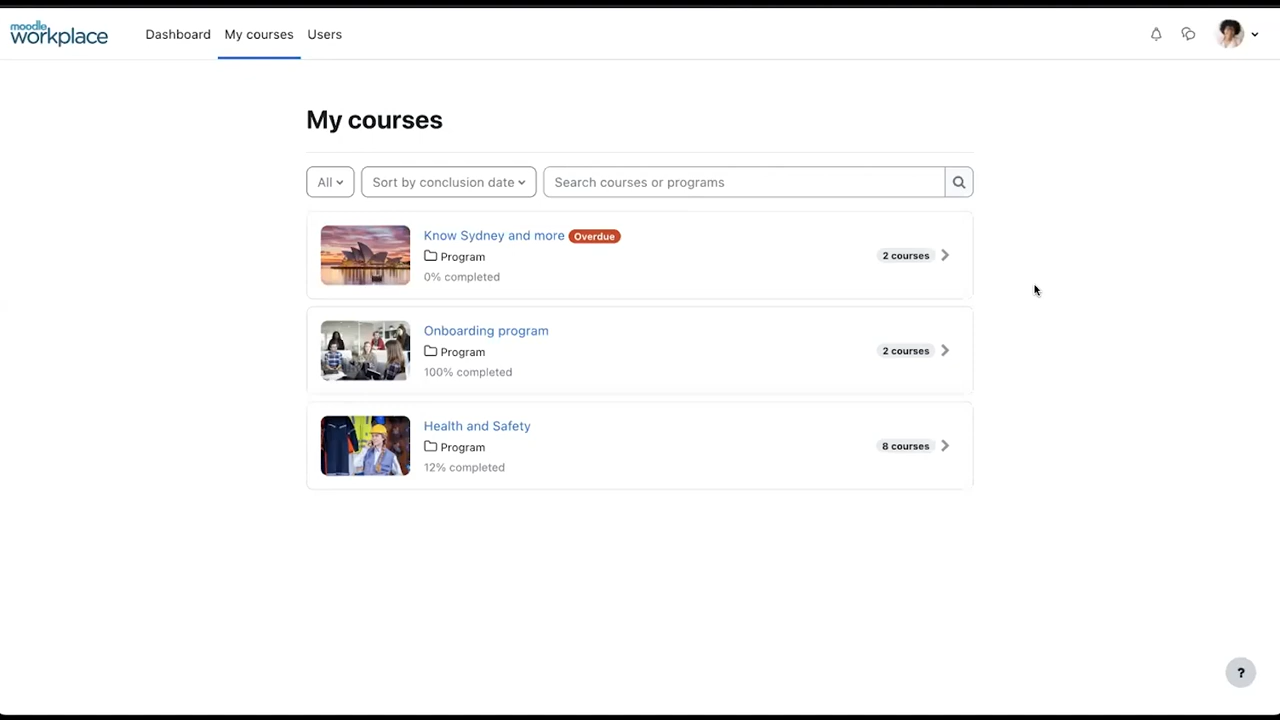 moodle
workplace
Dashboard
My courses
Users
My courses
All
Sort by conclusion date
Search courses or programs
Know Sydney and more Overdue
Program
0% completed
2 courses
Onboarding program
Program
100% completed
2 courses
Health and Safety
Program
12% completed
8 courses
?